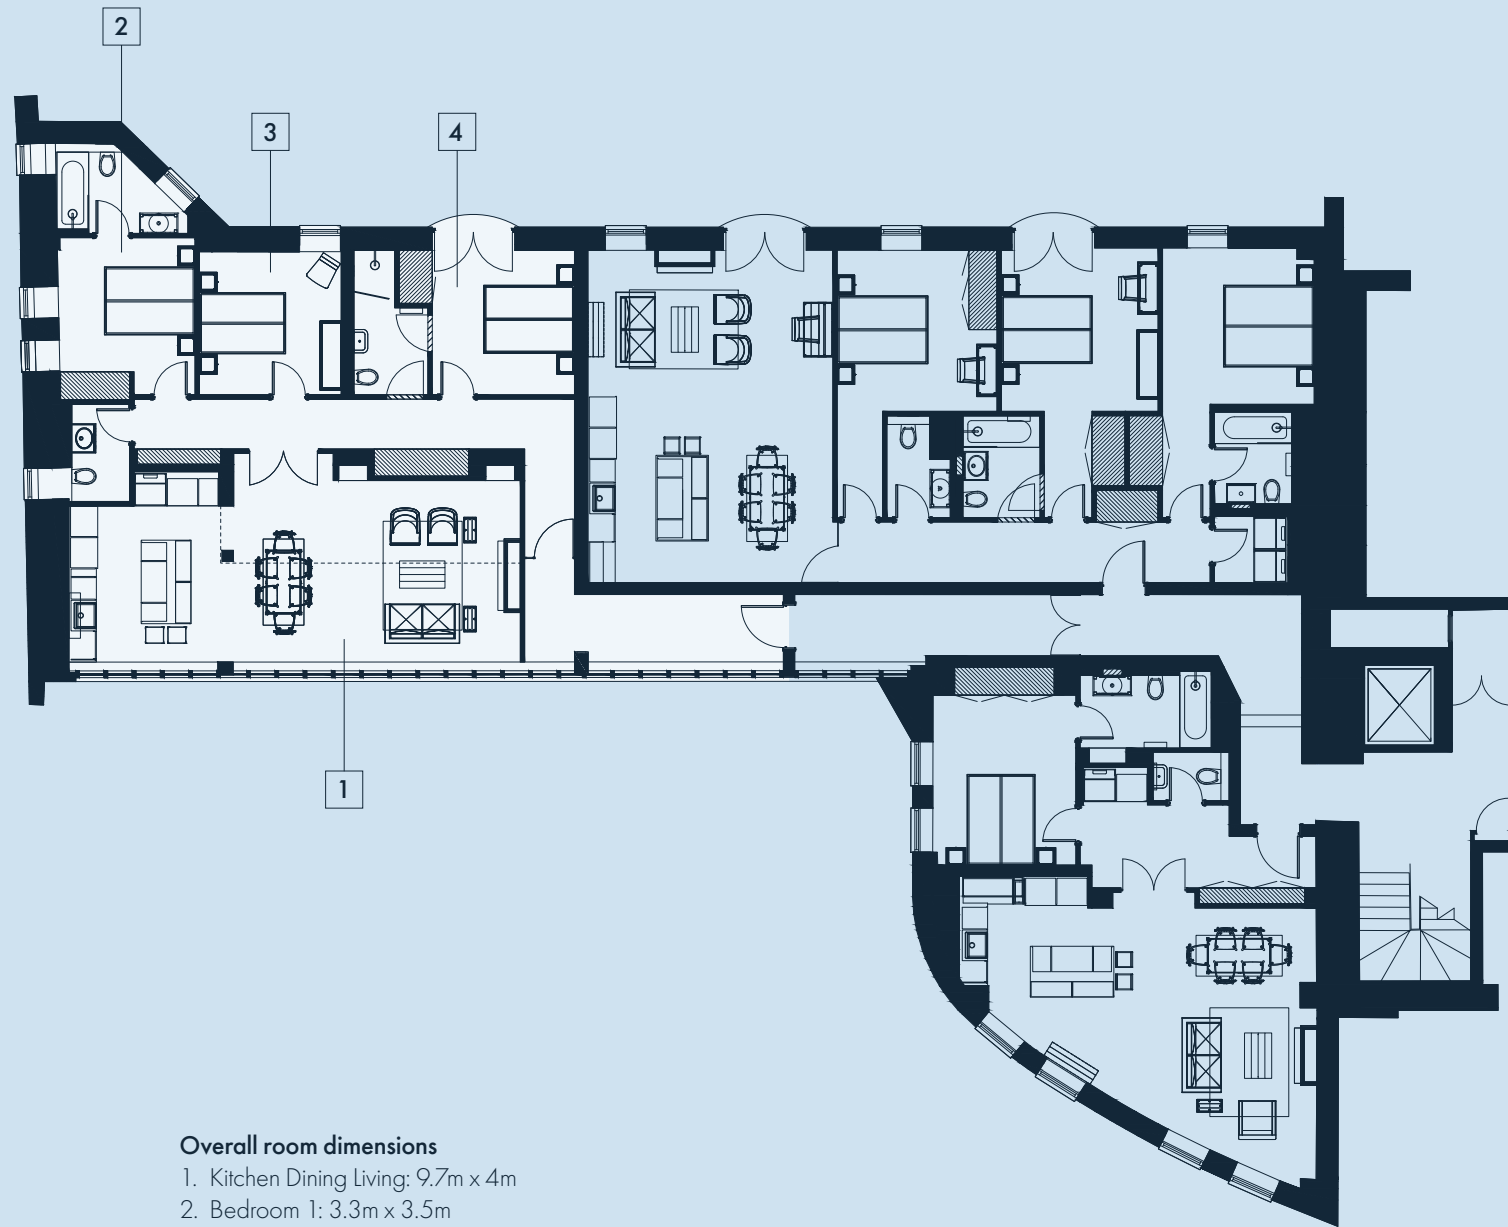 2
3
4
1
Overall room dimensions
1. Kitchen Dining Living: 9.7m x 4m
2. Bedroom 1: 3.3m x 3.5m